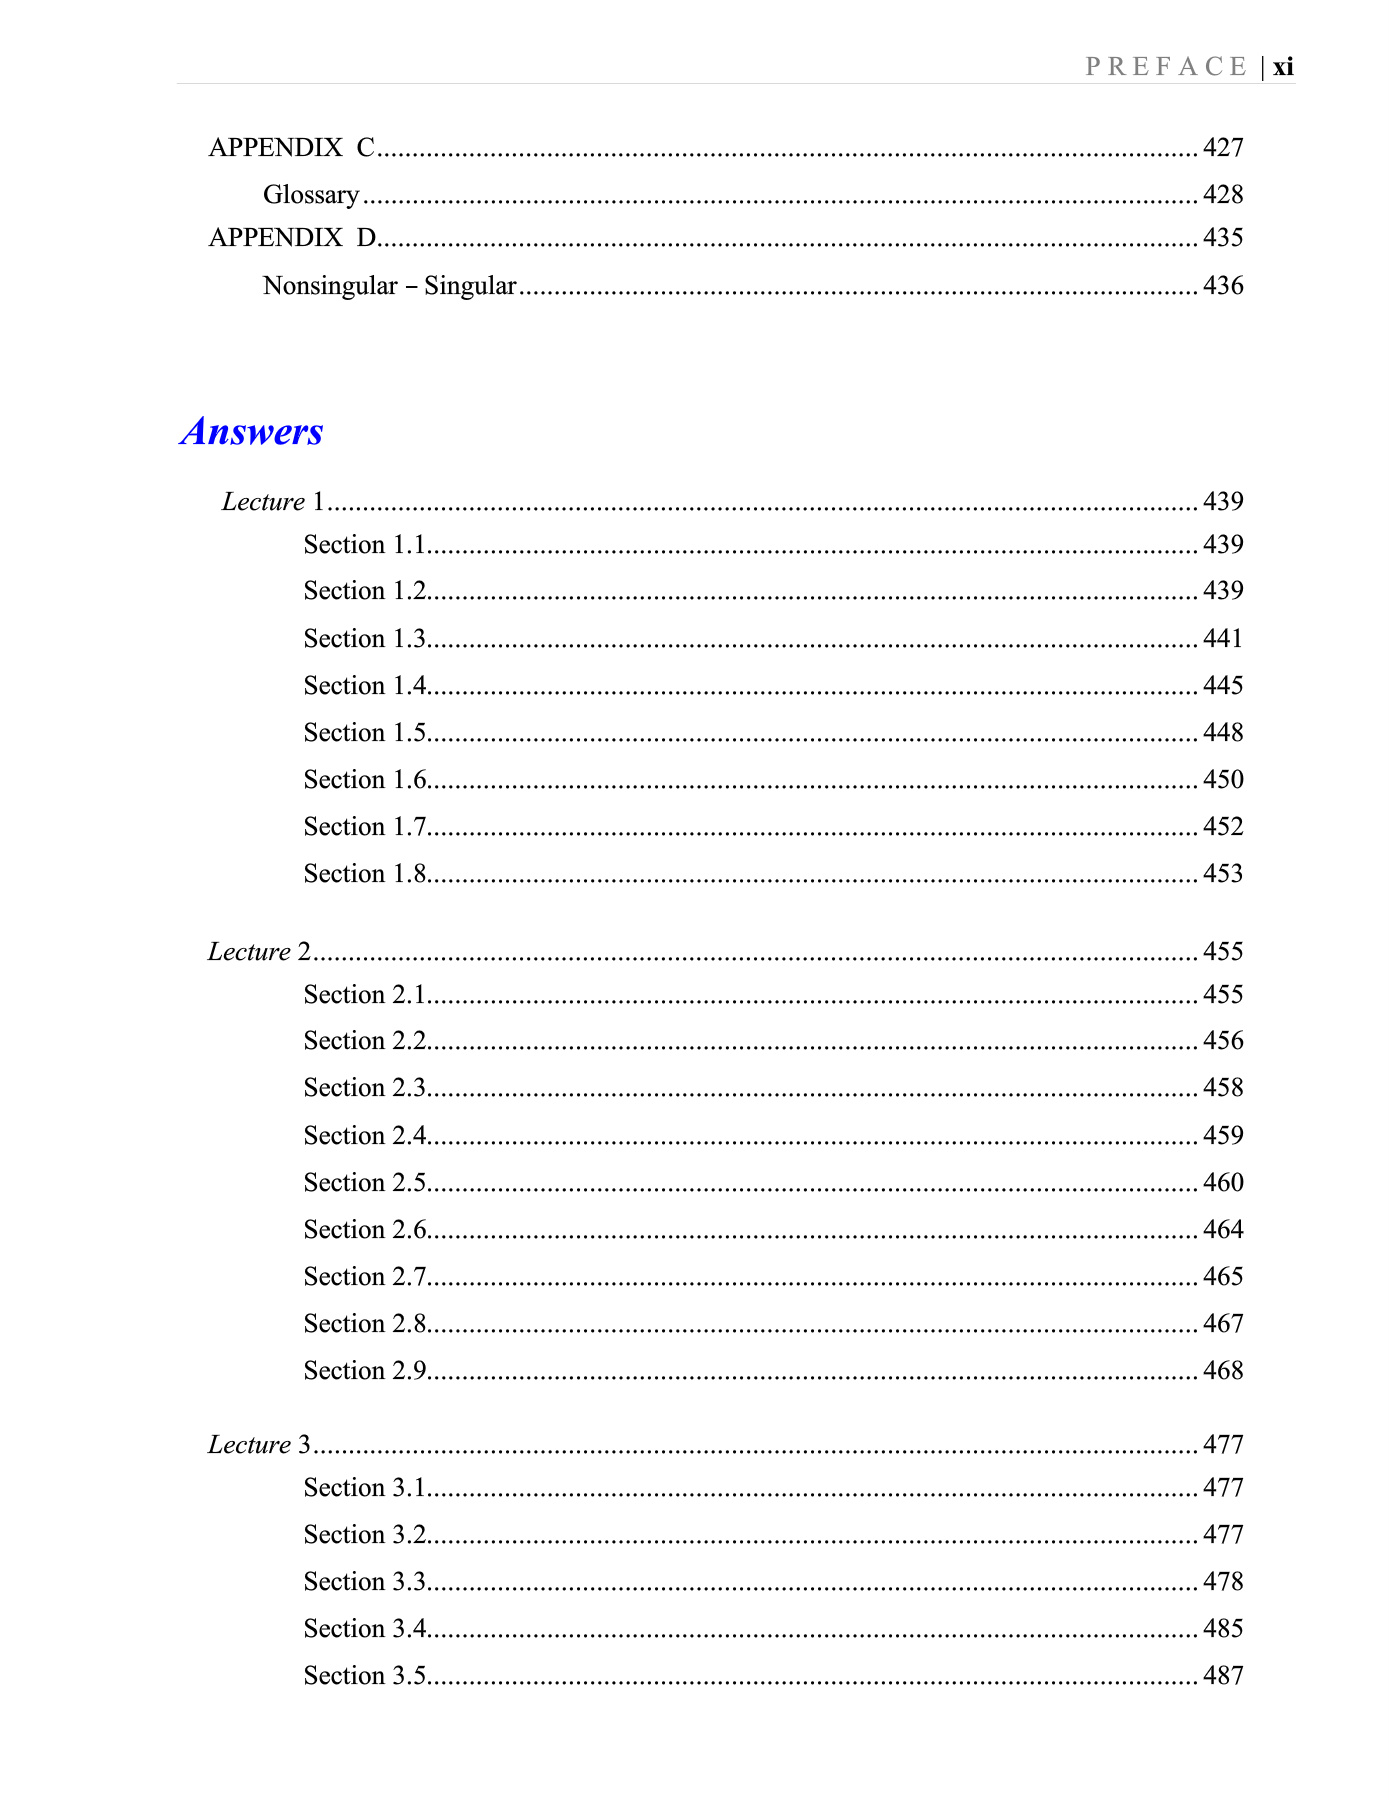 PREFACE | xi
APPENDIX C.......... 427
Glossary.......... 428
APPENDIX D.......... 435
Nonsingular – Singular.......... 436
Answers
Lecture 1.......... 439
Section 1.1.......... 439
Section 1.2.......... 439
Section 1.3.......... 441
Section 1.4.......... 445
Section 1.5.......... 448
Section 1.6.......... 450
Section 1.7.......... 452
Section 1.8.......... 453
Lecture 2.......... 455
Section 2.1.......... 455
Section 2.2.......... 456
Section 2.3.......... 458
Section 2.4.......... 459
Section 2.5.......... 460
Section 2.6.......... 464
Section 2.7.......... 465
Section 2.8.......... 467
Section 2.9.......... 468
Lecture 3.......... 477
Section 3.1.......... 477
Section 3.2.......... 477
Section 3.3.......... 478
Section 3.4.......... 485
Section 3.5.......... 487